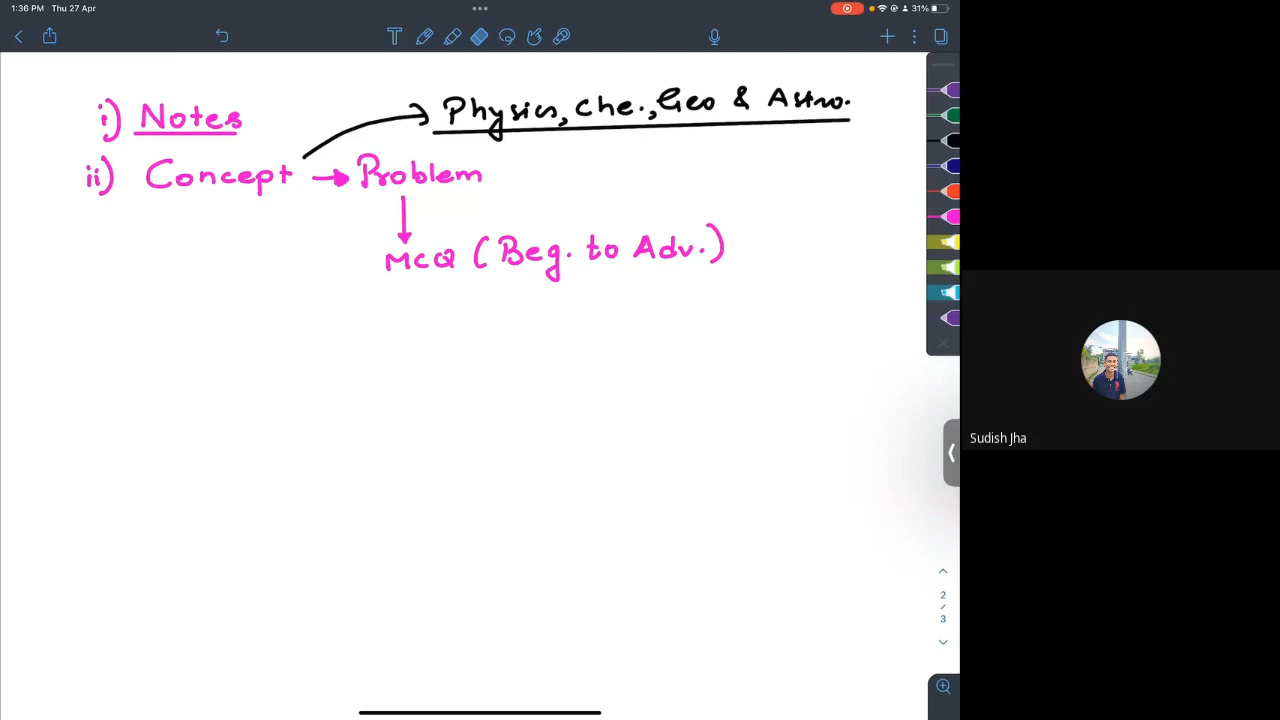 1:36 PM Thu 27 Apr
31%
i) Notes
Physics, Che., Geo & Astro.
ii) Concept → Problem
MCQ (Beg. to Adv.)
Sudish Jha
2
/
3